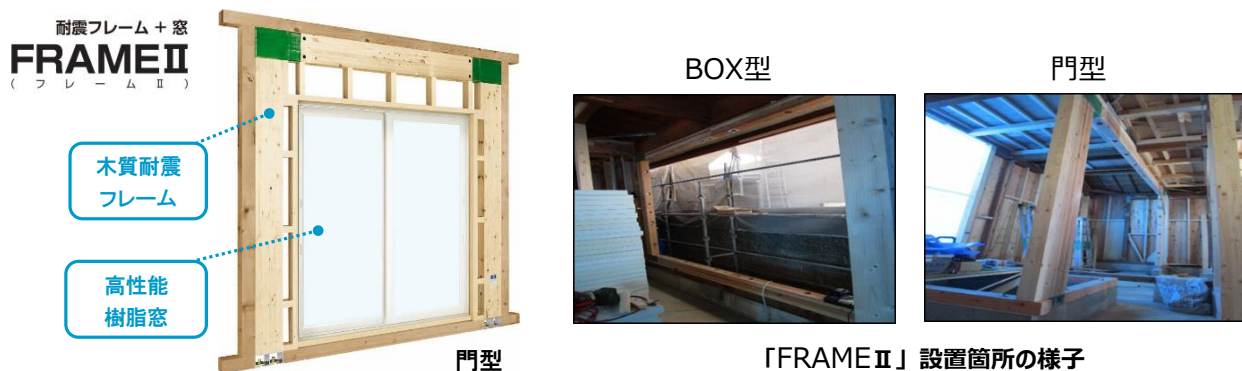 耐震フレーム + 窓
FRAMEⅡ
(フレームⅡ)
木質耐震
フレーム
高性能
樹脂窓
門型
BOX型
門型
「FRAMEⅡ」設置箇所の様子